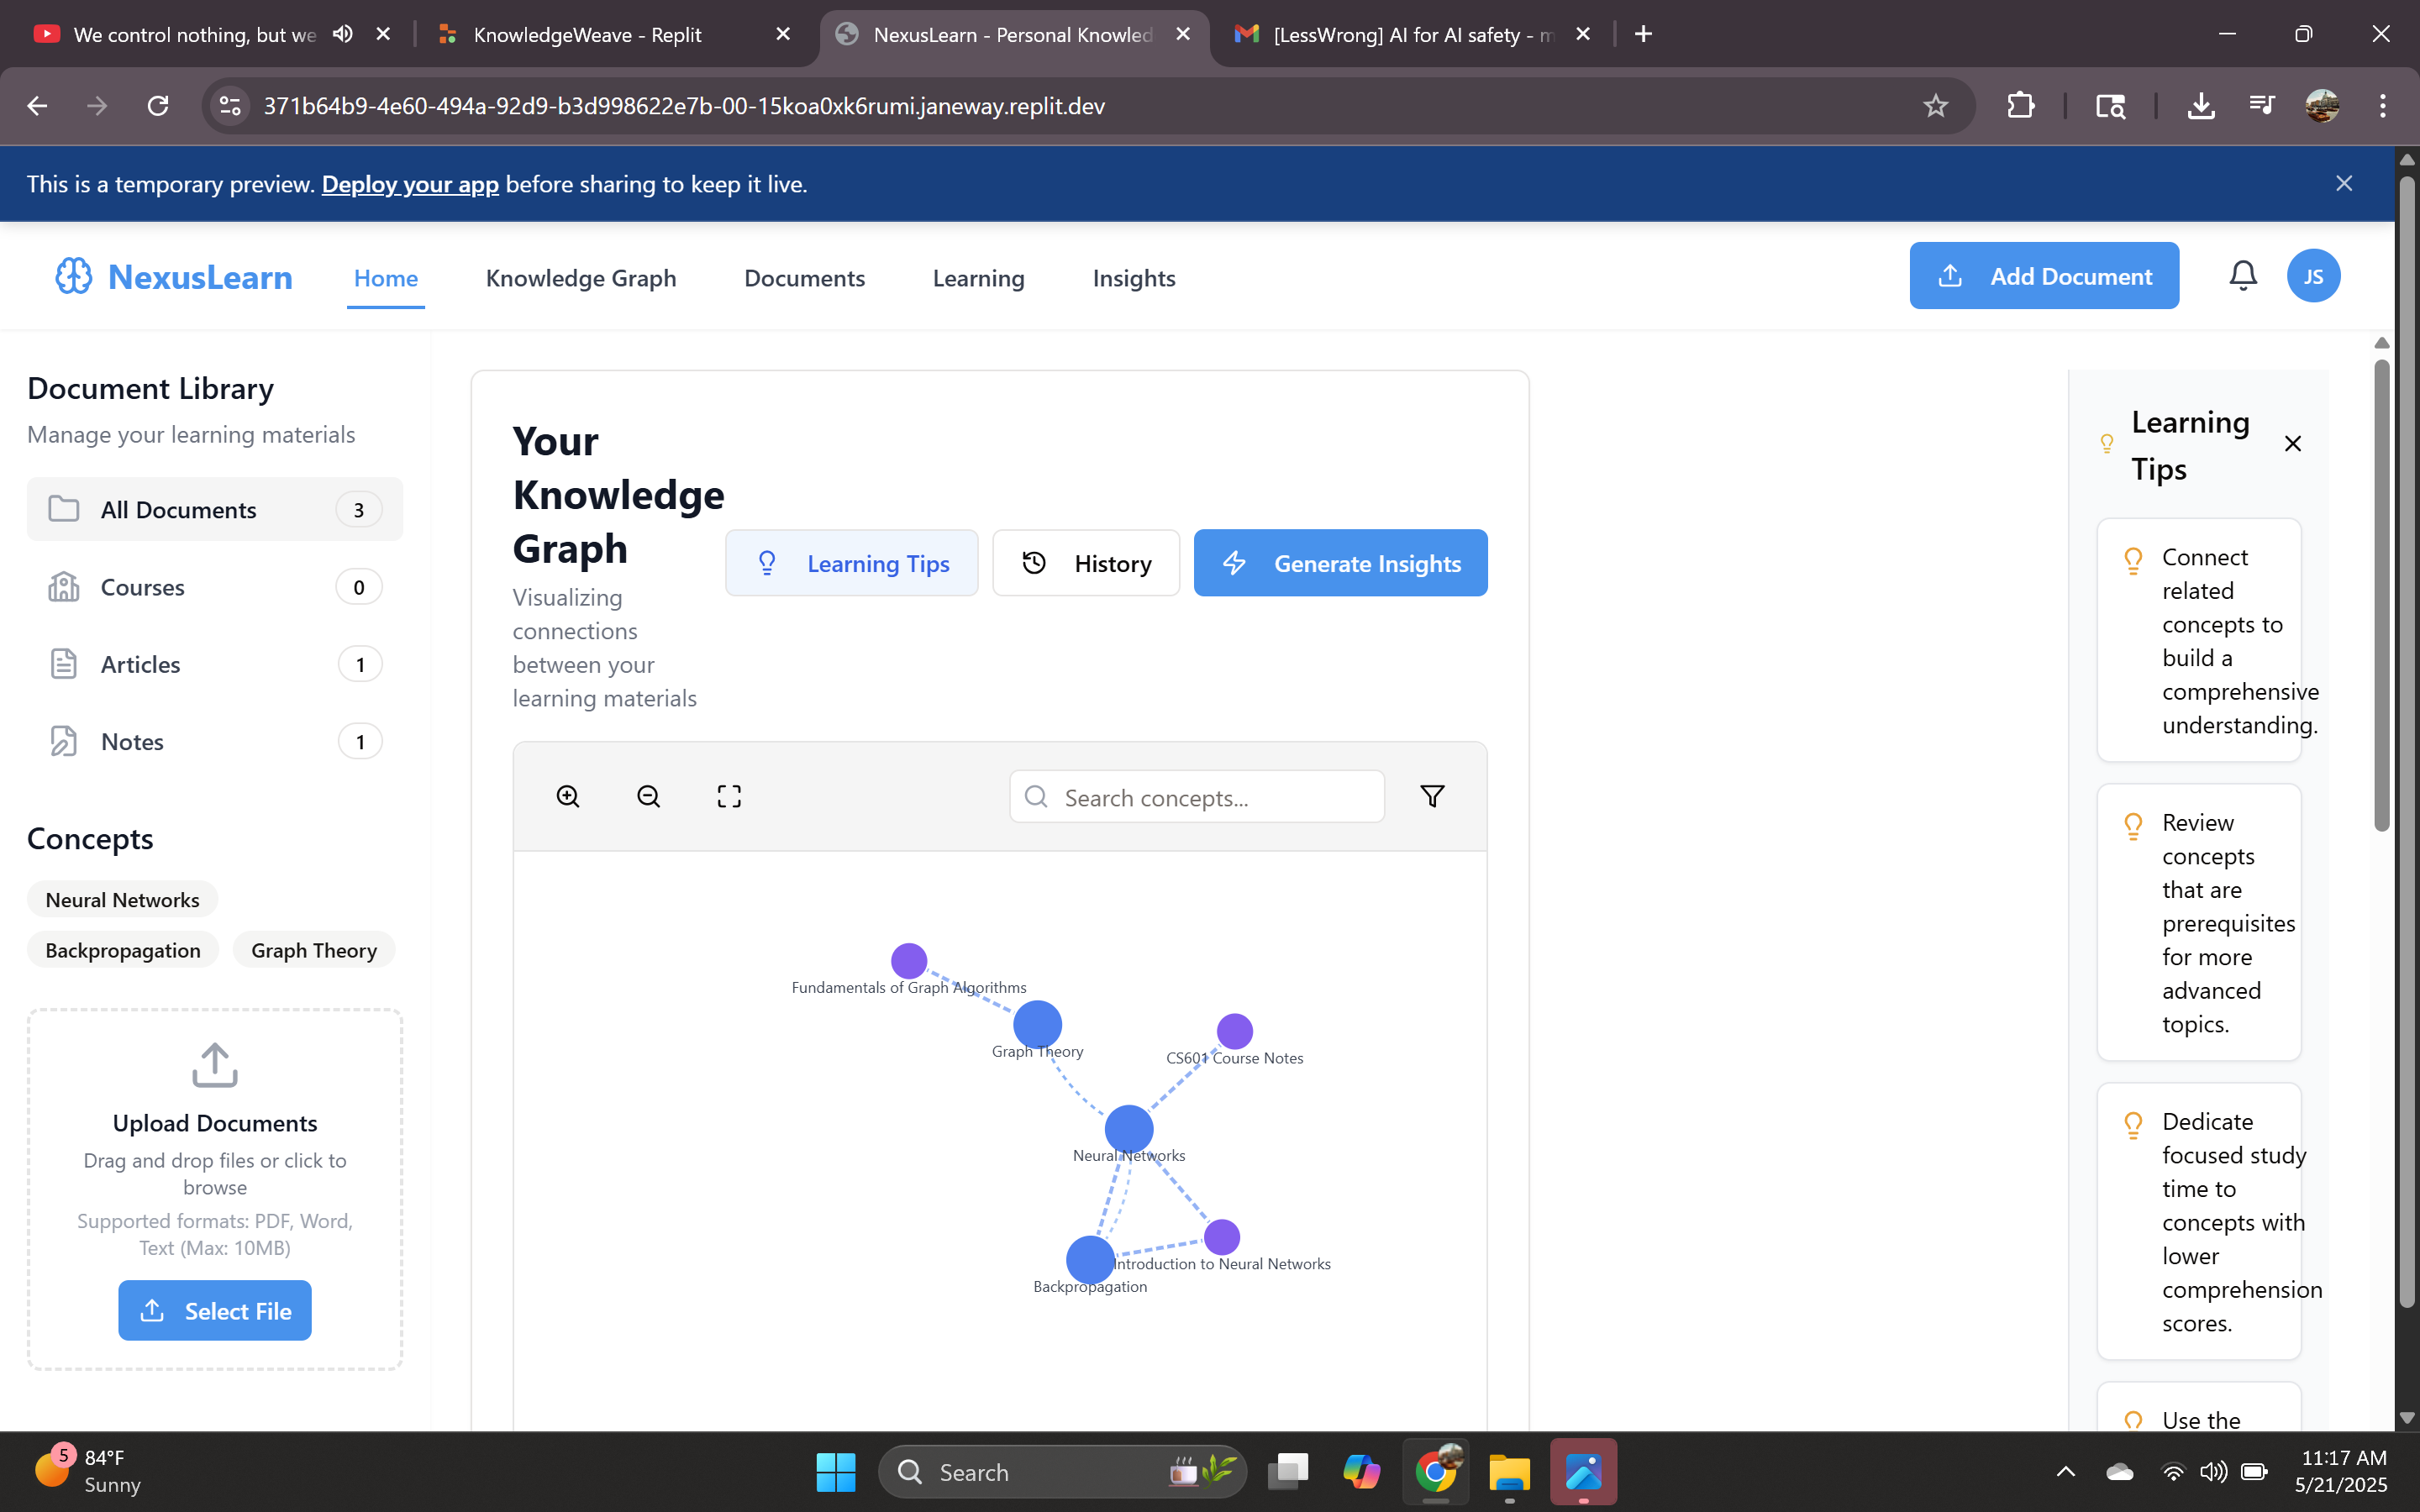 We control nothing, but we
KnowledgeWeave - Replit
NexusLearn - Personal Knowled
[LessWrong] AI for AI safety - m
371b64b9-4e60-494a-92d9-b3d998622e7b-00-15koa0xk6rumi.janeway.replit.dev
This is a temporary preview. Deploy your app before sharing to keep it live.
NexusLearn
Home
Knowledge Graph
Documents
Learning
Insights
Add Document
JS
Document Library
Manage your learning materials
All Documents 3
Courses 0
Articles 1
Notes 1
Concepts
Neural Networks
Backpropagation
Graph Theory
Upload Documents
Drag and drop files or click to
browse
Supported formats: PDF, Word,
Text (Max: 10MB)
Select File
Your
Knowledge
Graph
Visualizing
connections
between your
learning materials
Learning Tips
History
Generate Insights
Search concepts...
Fundamentals of Graph Algorithms
Graph Theory
CS601 Course Notes
Neural Networks
Introduction to Neural Networks
Backpropagation
Learning
Tips
Connect
related
concepts to
build a
comprehensive
understanding.
Review
concepts
that are
prerequisites
for more
advanced
topics.
Dedicate
focused study
time to
concepts with
lower
comprehension
scores.
Use the
5
84°F
Sunny
Search
11:17 AM
5/21/2025